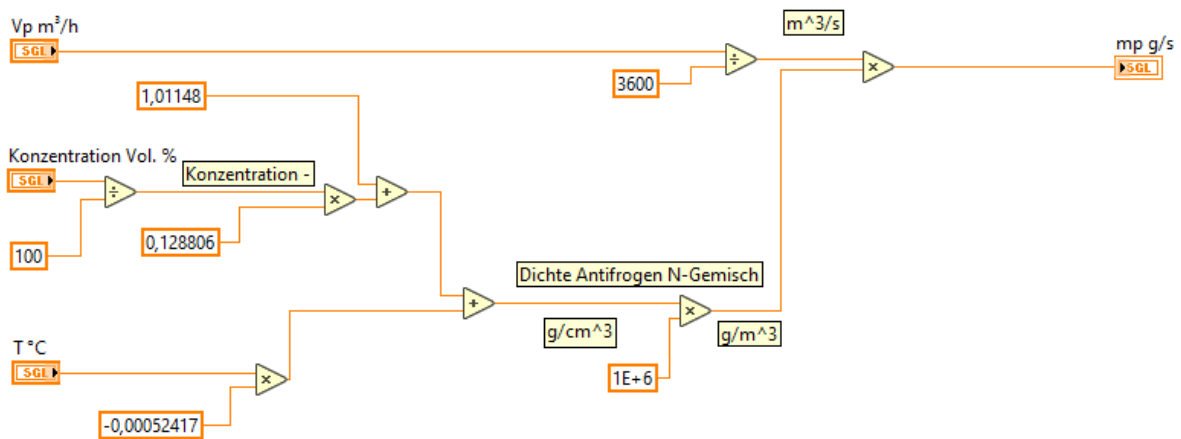 Vp m³/h
SGL
m^3/s
mp g/s
SGL
÷
×
3600
1,01148
Konzentration Vol. %
SGL
Konzentration -
÷
×
+
100
0,128806
Dichte Antifrogen N-Gemisch
+
×
g/cm^3
g/m^3
T °C
SGL
×
1E+6
-0,00052417